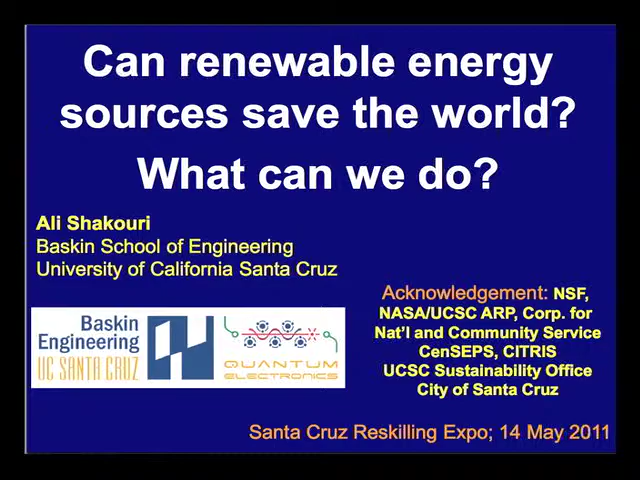 Can renewable energy
sources save the world?
What can we do?
Ali Shakouri
Baskin School of Engineering
University of California Santa Cruz
Acknowledgement: NSF,
NASA/UCSC ARP, Corp. for
Nat'l and Community Service
CenSEPS, CITRIS
UCSC Sustainability Office
City of Santa Cruz
Baskin
Engineering
UC SANTA CRUZ
QUANTUM
ELECTRONICS
Santa Cruz Reskilling Expo; 14 May 2011